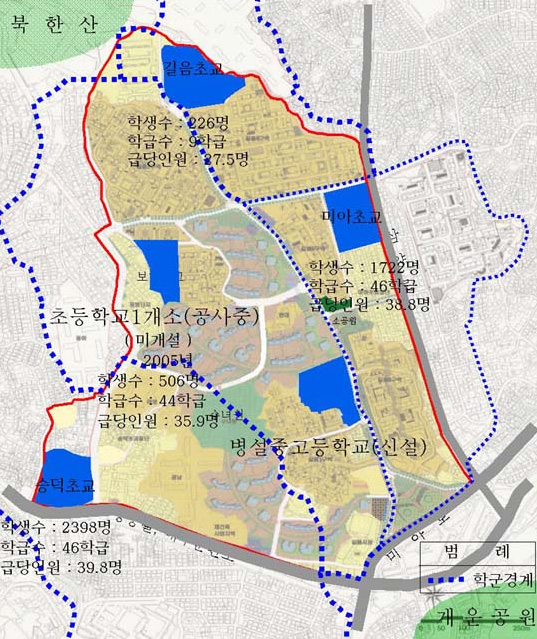 북 한 산
길음초교
학생수 : 226명
학급수 : 9학급
급당인원 : 27.5명
미아초교
학생수 : 1722명
학급수 : 46학급
급당인원 : 38.8명
소공원
초등학교1개소(공사중)
( 미개설 )
2005년
학생수 : 506명
학급수 : 44학급
급당인원 : 35.9명
병설중고등학교(신설)
숭덕초교
학생수 : 2398명
학급수 : 46학급
급당인원 : 39.8명
미 아 로
범 례
학군경계
개 운 공 원